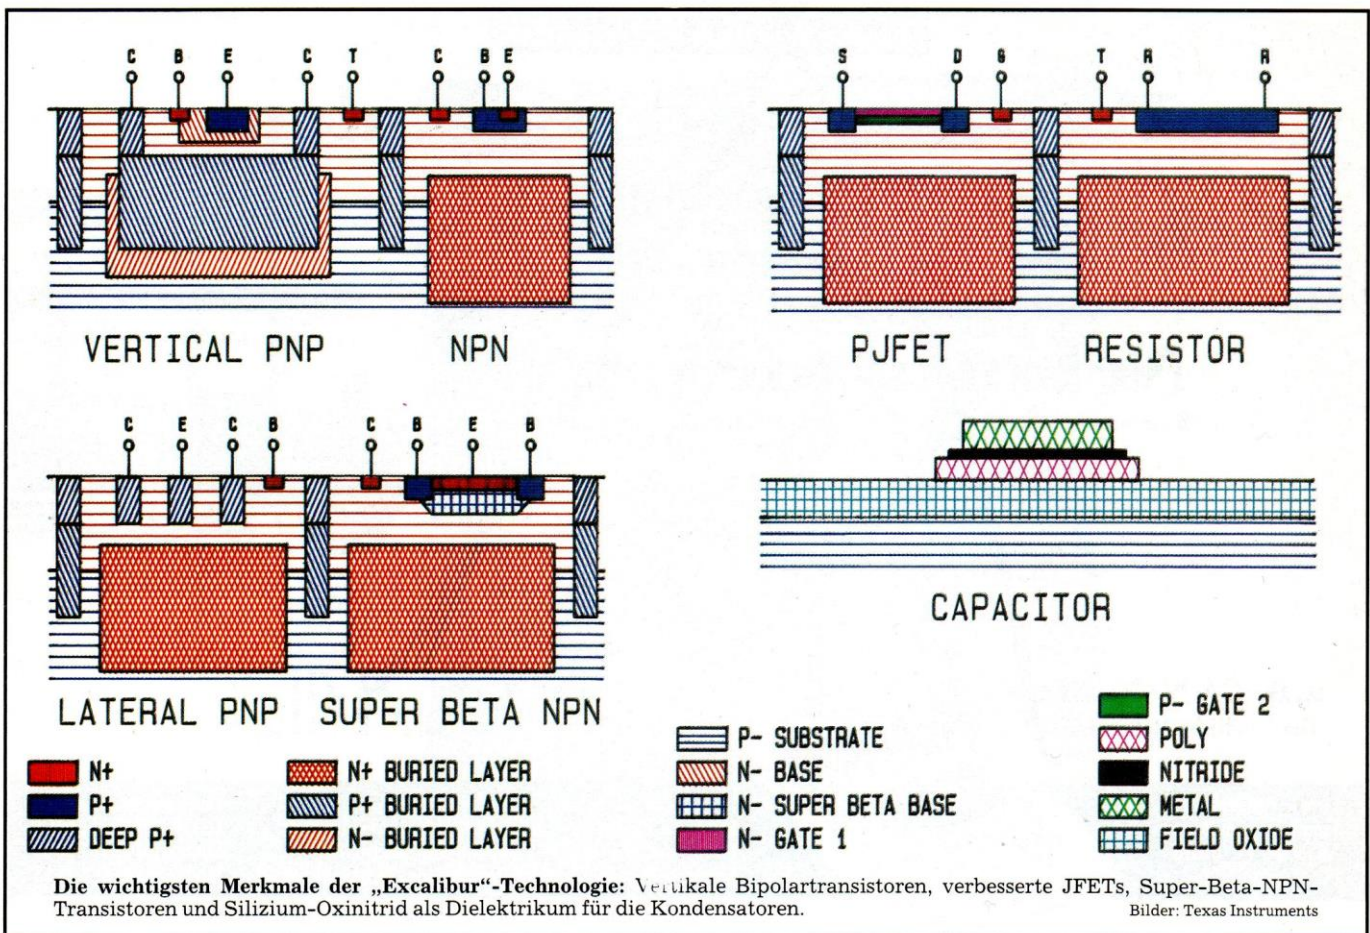 C B E C T C B E
S D G T R R
VERTICAL PNP NPN
PJFET RESISTOR
C E C B C B E B
LATERAL PNP SUPER BETA NPN
CAPACITOR
N+
P+
DEEP P+
N+ BURIED LAYER
P+ BURIED LAYER
N- BURIED LAYER
P- SUBSTRATE
N- BASE
N- SUPER BETA BASE
N- GATE 1
P- GATE 2
POLY
NITRIDE
METAL
FIELD OXIDE
Die wichtigsten Merkmale der „Excalibur“-Technologie: Vertikale Bipolartransistoren, verbesserte JFETs, Super-Beta-NPN-
Transistoren und Silizium-Oxinitrid als Dielektrikum für die Kondensatoren.
Bilder: Texas Instruments